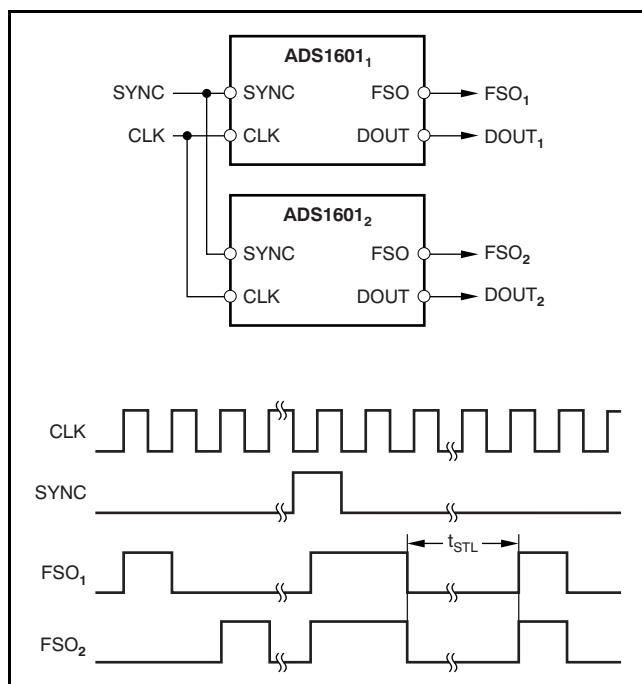 ADS1601₁
SYNC SYNC FSO FSO₁
CLK CLK DOUT DOUT₁
ADS1601₂
SYNC FSO FSO₂
CLK DOUT DOUT₂
CLK
SYNC
t_STL
FSO₁
FSO₂